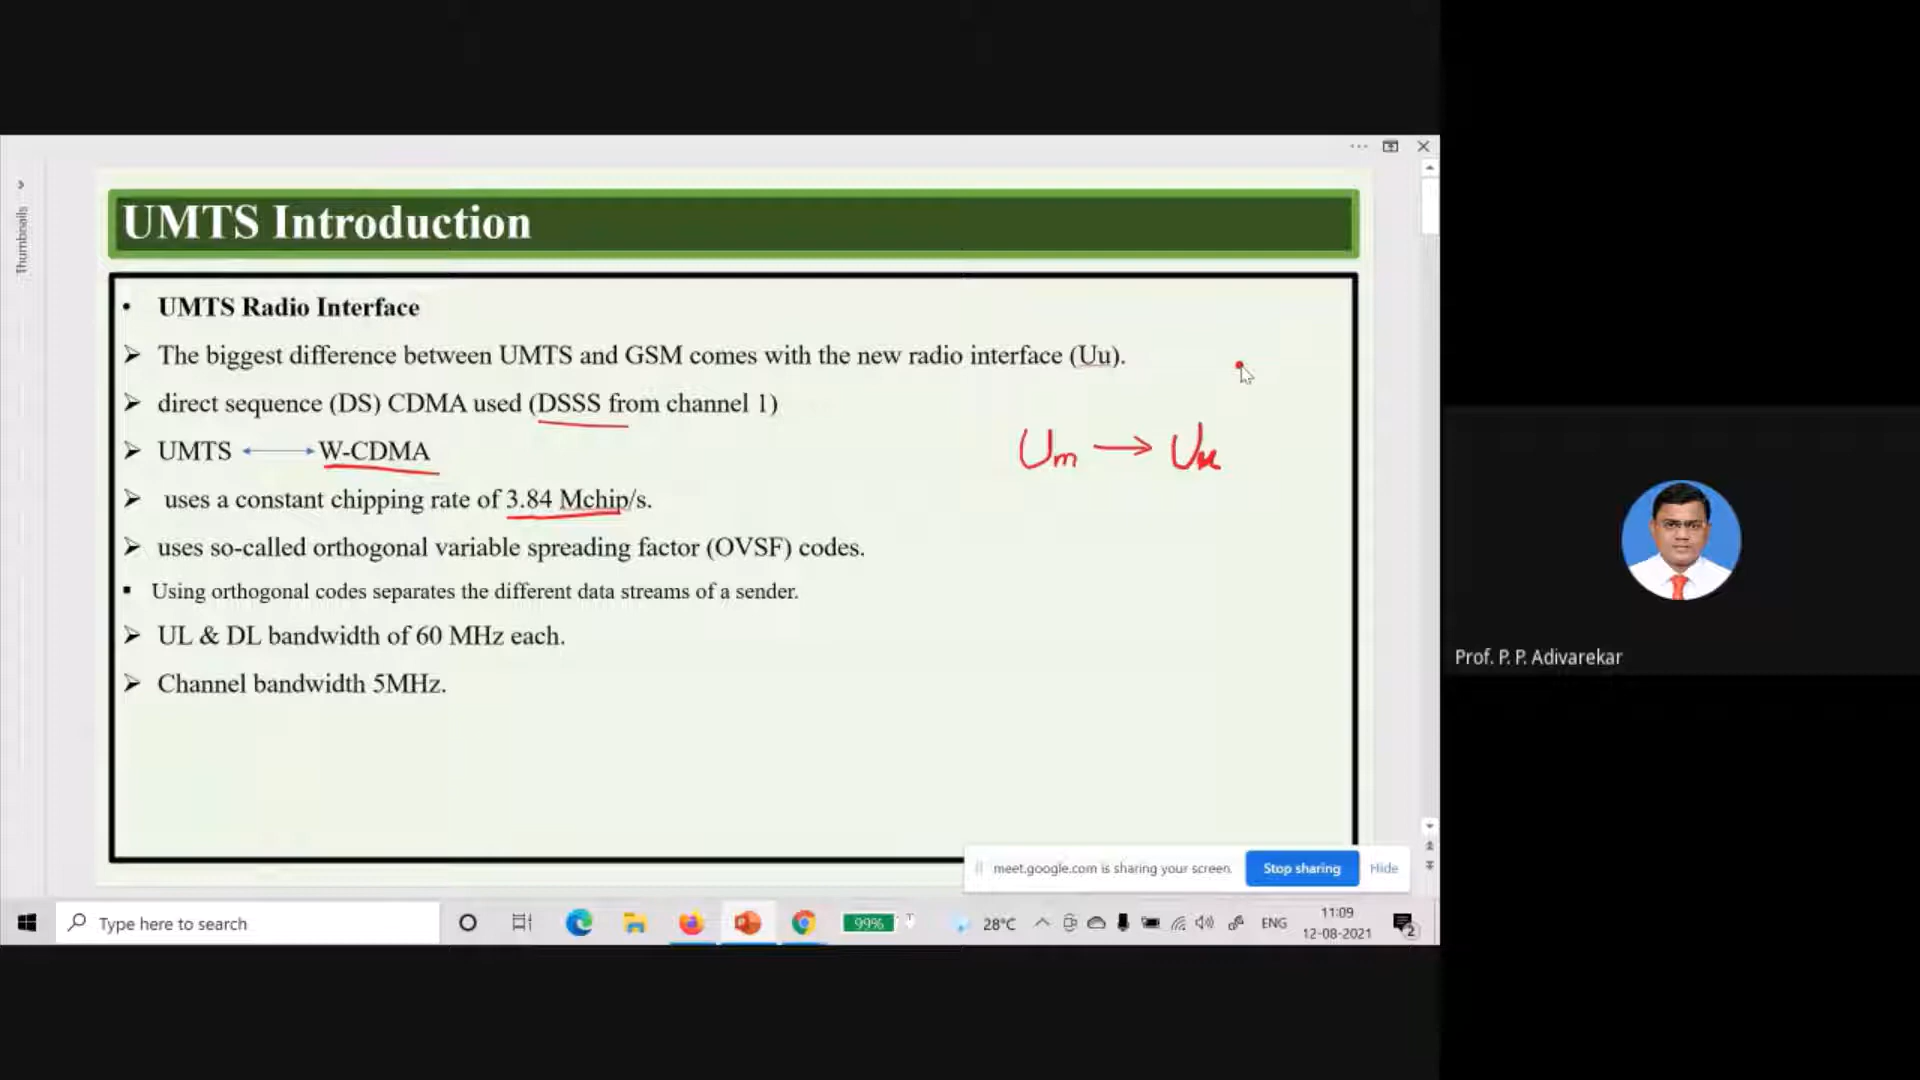 Thumbnails
UMTS Introduction
• UMTS Radio Interface
➢ The biggest difference between UMTS and GSM comes with the new radio interface (Uu).
➢ direct sequence (DS) CDMA used (DSSS from channel 1)
Um → Uu
➢ UMTS ⟷ W-CDMA
➢ uses a constant chipping rate of 3.84 Mchip/s.
➢ uses so-called orthogonal variable spreading factor (OVSF) codes.
▪ Using orthogonal codes separates the different data streams of a sender.
➢ UL & DL bandwidth of 60 MHz each.
➢ Channel bandwidth 5MHz.
Prof. P. P. Adivarekar
meet.google.com is sharing your screen. Stop sharing Hide
Type here to search
99%
28°C
ENG
11:09
12-08-2021
2